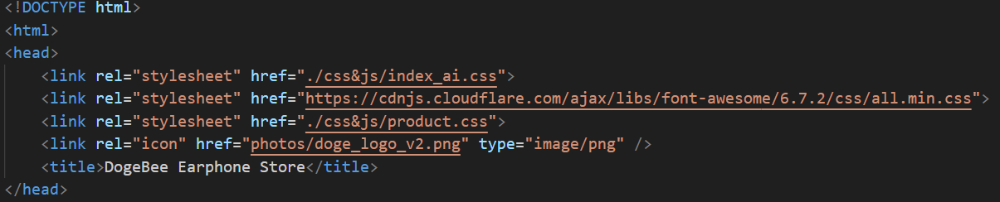 <!DOCTYPE html>
<html>
<head>
    <link rel="stylesheet" href="./css&js/index_ai.css">
    <link rel="stylesheet" href="https://cdnjs.cloudflare.com/ajax/libs/font-awesome/6.7.2/css/all.min.css">
    <link rel="stylesheet" href="./css&js/product.css">
    <link rel="icon" href="photos/doge_logo_v2.png" type="image/png" />
    <title>DogeBee Earphone Store</title>
</head>